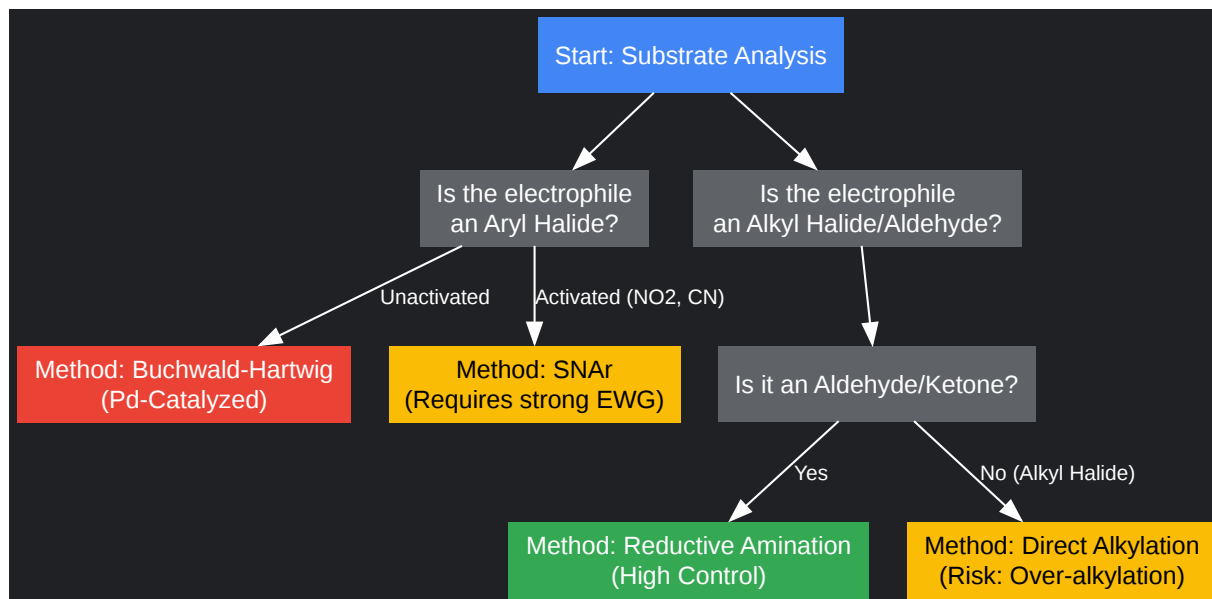 Start: Substrate Analysis
Is the electrophile
an Aryl Halide?
Is the electrophile
an Alkyl Halide/Aldehyde?
Unactivated
Activated (NO2, CN)
Method: Buchwald-Hartwig
(Pd-Catalyzed)
Method: SNAr
(Requires strong EWG)
Is it an Aldehyde/Ketone?
Yes
No (Alkyl Halide)
Method: Reductive Amination
(High Control)
Method: Direct Alkylation
(Risk: Over-alkylation)